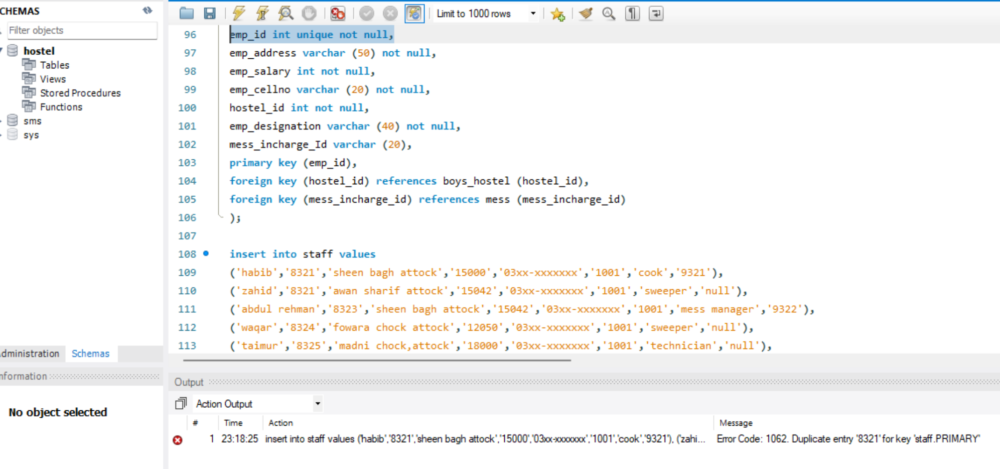 CHEMAS
Filter objects
hostel
Tables
Views
Stored Procedures
Functions
sms
sys
dministration Schemas
nformation
No object selected
Limit to 1000 rows
96 emp_id int unique not null,
97 emp_address varchar (50) not null,
98 emp_salary int not null,
99 emp_cellno varchar (20) not null,
100 hostel_id int not null,
101 emp_designation varchar (40) not null,
102 mess_incharge_Id varchar (20),
103 primary key (emp_id),
104 foreign key (hostel_id) references boys_hostel (hostel_id),
105 foreign key (mess_incharge_id) references mess (mess_incharge_id)
106 );
107
108 insert into staff values
109 ('habib','8321','sheen bagh attock','15000','03xx-xxxxxxx','1001','cook','9321'),
110 ('zahid','8321','awan sharif attock','15042','03xx-xxxxxxx','1001','sweeper','null'),
111 ('abdul rehman','8323','sheen bagh attock','15042','03xx-xxxxxxx','1001','mess manager','9322'),
112 ('waqar','8324','fowara chock attock','12050','03xx-xxxxxxx','1001','sweeper','null'),
113 ('taimur','8325','madni chock,attock','18000','03xx-xxxxxxx','1001','technician','null'),
Output
Action Output
# Time Action Message
1 23:18:25 insert into staff values ('habib','8321','sheen bagh attock','15000','03xx-xxxxxxx','1001','cook','9321'), ('zahi... Error Code: 1062. Duplicate entry '8321' for key 'staff.PRIMARY'